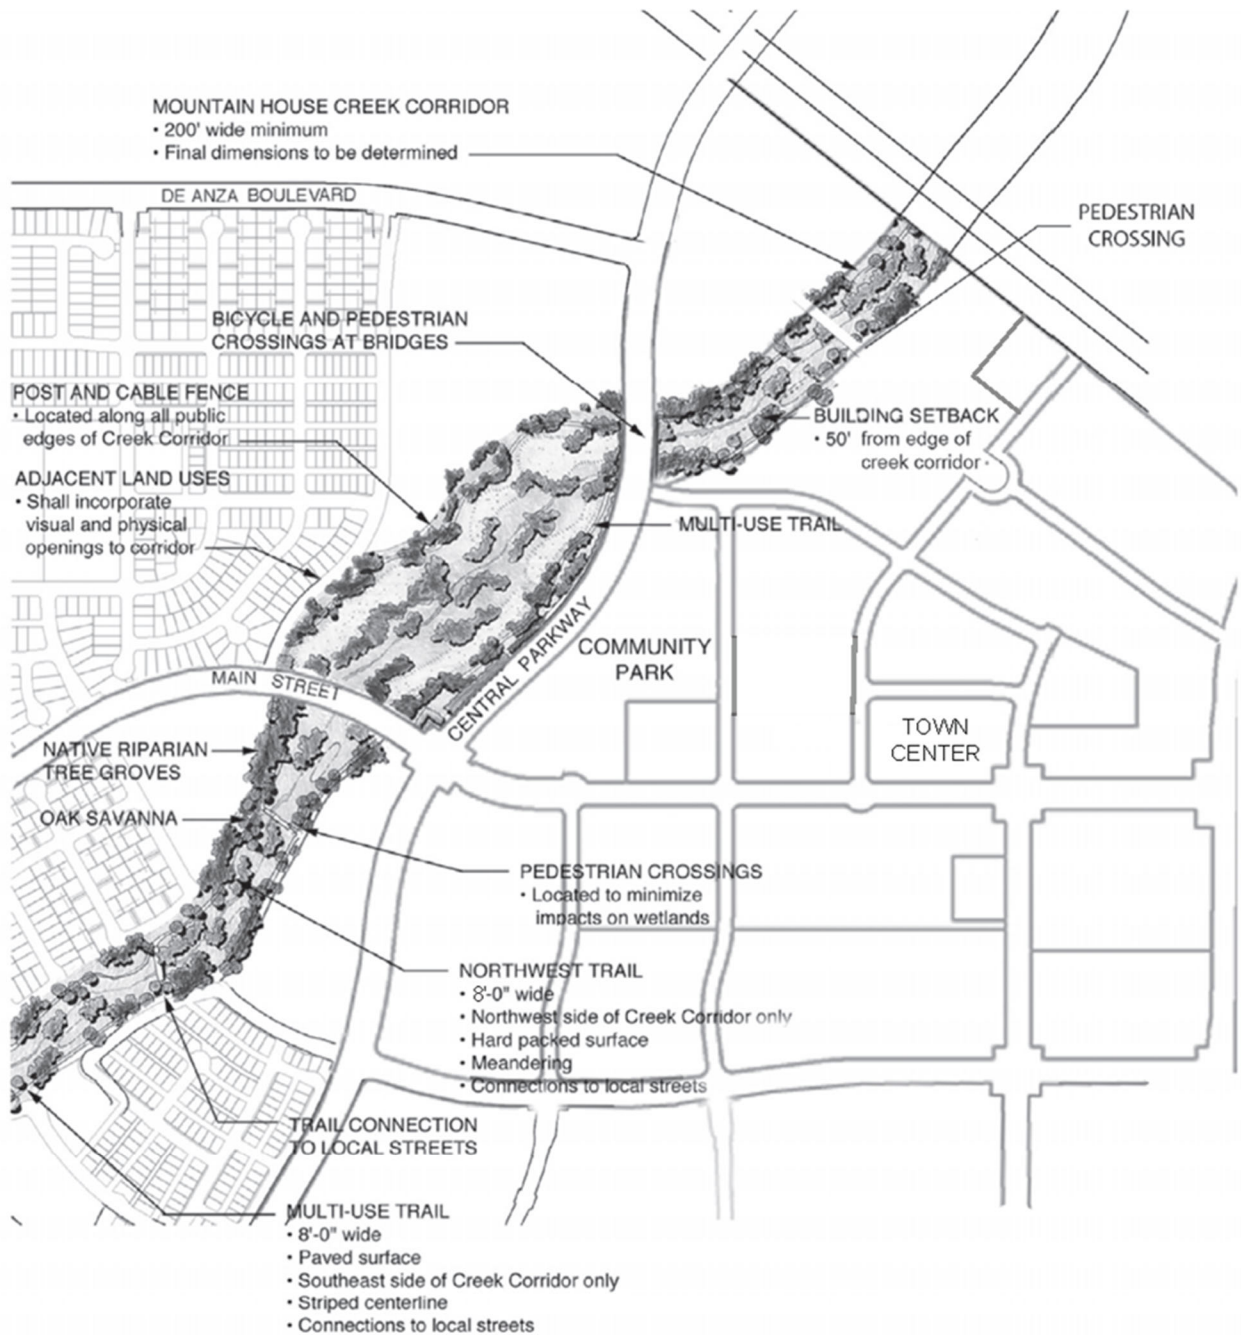 MOUNTAIN HOUSE CREEK CORRIDOR
• 200' wide minimum
• Final dimensions to be determined
DE ANZA BOULEVARD
PEDESTRIAN
CROSSING
BICYCLE AND PEDESTRIAN
CROSSINGS AT BRIDGES
POST AND CABLE FENCE
• Located along all public
edges of Creek Corridor
BUILDING SETBACK
• 50' from edge of
creek corridor
ADJACENT LAND USES
• Shall incorporate
visual and physical
openings to corridor
MULTI-USE TRAIL
CENTRAL PARKWAY
COMMUNITY
PARK
MAIN STREET
TOWN
CENTER
NATIVE RIPARIAN
TREE GROVES
OAK SAVANNA
PEDESTRIAN CROSSINGS
• Located to minimize
impacts on wetlands
NORTHWEST TRAIL
• 8'-0" wide
• Northwest side of Creek Corridor only
• Hard packed surface
• Meandering
• Connections to local streets
TRAIL CONNECTION
TO LOCAL STREETS
MULTI-USE TRAIL
• 8'-0" wide
• Paved surface
• Southeast side of Creek Corridor only
• Striped centerline
• Connections to local streets